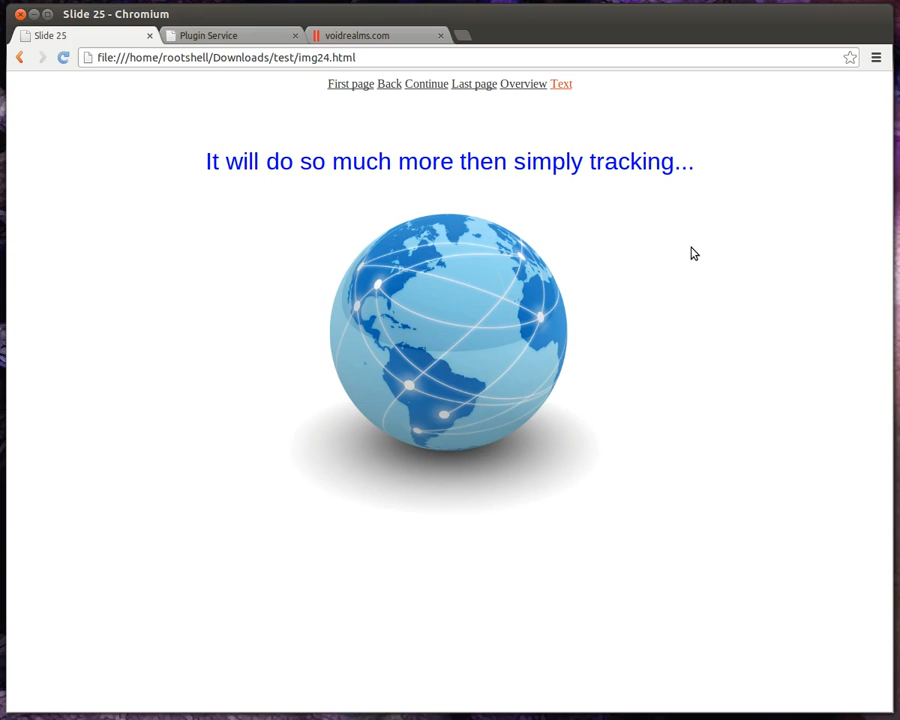 Slide 25 - Chromium
Slide 25
Plugin Service
voidrealms.com
file:///home/rootshell/Downloads/test/img24.html
First page Back Continue Last page Overview Text
It will do so much more then simply tracking...